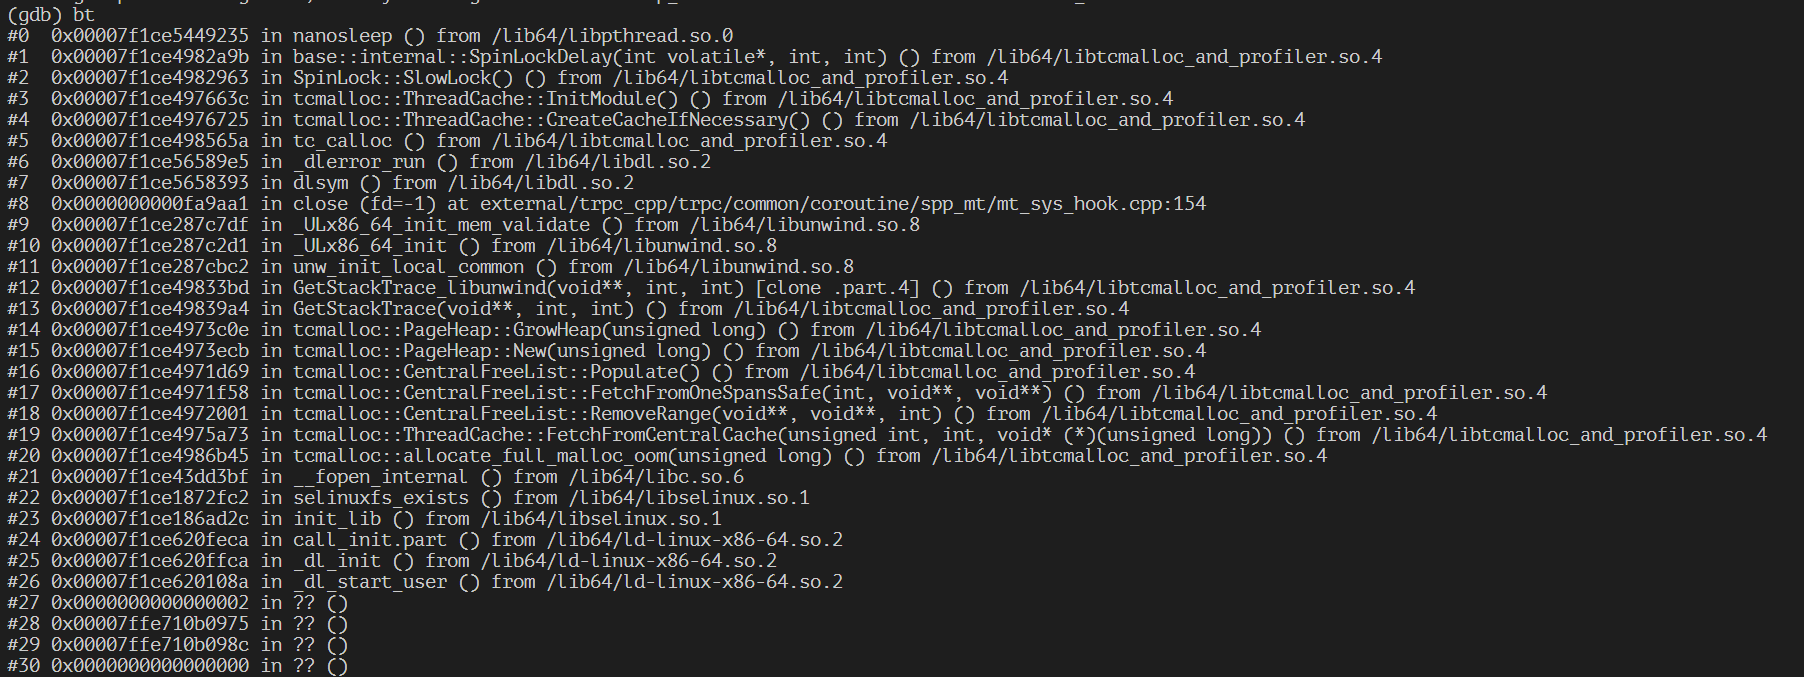 (gdb) bt
#0  0x00007f1ce5449235 in nanosleep () from /lib64/libpthread.so.0
#1  0x00007f1ce4982a9b in base::internal::SpinLockDelay(int volatile*, int, int) () from /lib64/libtcmalloc_and_profiler.so.4
#2  0x00007f1ce4982963 in SpinLock::SlowLock() () from /lib64/libtcmalloc_and_profiler.so.4
#3  0x00007f1ce497663c in tcmalloc::ThreadCache::InitModule() () from /lib64/libtcmalloc_and_profiler.so.4
#4  0x00007f1ce4976725 in tcmalloc::ThreadCache::CreateCacheIfNecessary() () from /lib64/libtcmalloc_and_profiler.so.4
#5  0x00007f1ce498565a in tc_calloc () from /lib64/libtcmalloc_and_profiler.so.4
#6  0x00007f1ce56589e5 in _dlerror_run () from /lib64/libdl.so.2
#7  0x00007f1ce5658393 in dlsym () from /lib64/libdl.so.2
#8  0x0000000000fa9aa1 in close (fd=-1) at external/trpc_cpp/trpc/common/coroutine/spp_mt/mt_sys_hook.cpp:154
#9  0x00007f1ce287c7df in _ULx86_64_init_mem_validate () from /lib64/libunwind.so.8
#10 0x00007f1ce287c2d1 in _ULx86_64_init () from /lib64/libunwind.so.8
#11 0x00007f1ce287cbc2 in unw_init_local_common () from /lib64/libunwind.so.8
#12 0x00007f1ce49833bd in GetStackTrace_libunwind(void**, int, int) [clone .part.4] () from /lib64/libtcmalloc_and_profiler.so.4
#13 0x00007f1ce49839a4 in GetStackTrace(void**, int, int) () from /lib64/libtcmalloc_and_profiler.so.4
#14 0x00007f1ce4973c0e in tcmalloc::PageHeap::GrowHeap(unsigned long) () from /lib64/libtcmalloc_and_profiler.so.4
#15 0x00007f1ce4973ecb in tcmalloc::PageHeap::New(unsigned long) () from /lib64/libtcmalloc_and_profiler.so.4
#16 0x00007f1ce4971d69 in tcmalloc::CentralFreeList::Populate() () from /lib64/libtcmalloc_and_profiler.so.4
#17 0x00007f1ce4971f58 in tcmalloc::CentralFreeList::FetchFromOneSpansSafe(int, void**, void**) () from /lib64/libtcmalloc_and_profiler.so.4
#18 0x00007f1ce4972001 in tcmalloc::CentralFreeList::RemoveRange(void**, void**, int) () from /lib64/libtcmalloc_and_profiler.so.4
#19 0x00007f1ce4975a73 in tcmalloc::ThreadCache::FetchFromCentralCache(unsigned int, int, void* (*)(unsigned long)) () from /lib64/libtcmalloc_and_profiler.so.4
#20 0x00007f1ce4986b45 in tcmalloc::allocate_full_malloc_oom(unsigned long) () from /lib64/libtcmalloc_and_profiler.so.4
#21 0x00007f1ce43dd3bf in __fopen_internal () from /lib64/libc.so.6
#22 0x00007f1ce1872fc2 in selinuxfs_exists () from /lib64/libselinux.so.1
#23 0x00007f1ce186ad2c in init_lib () from /lib64/libselinux.so.1
#24 0x00007f1ce620feca in call_init.part () from /lib64/ld-linux-x86-64.so.2
#25 0x00007f1ce620ffca in _dl_init () from /lib64/ld-linux-x86-64.so.2
#26 0x00007f1ce620108a in _dl_start_user () from /lib64/ld-linux-x86-64.so.2
#27 0x0000000000000002 in ?? ()
#28 0x00007ffe710b0975 in ?? ()
#29 0x00007ffe710b098c in ?? ()
#30 0x0000000000000000 in ?? ()